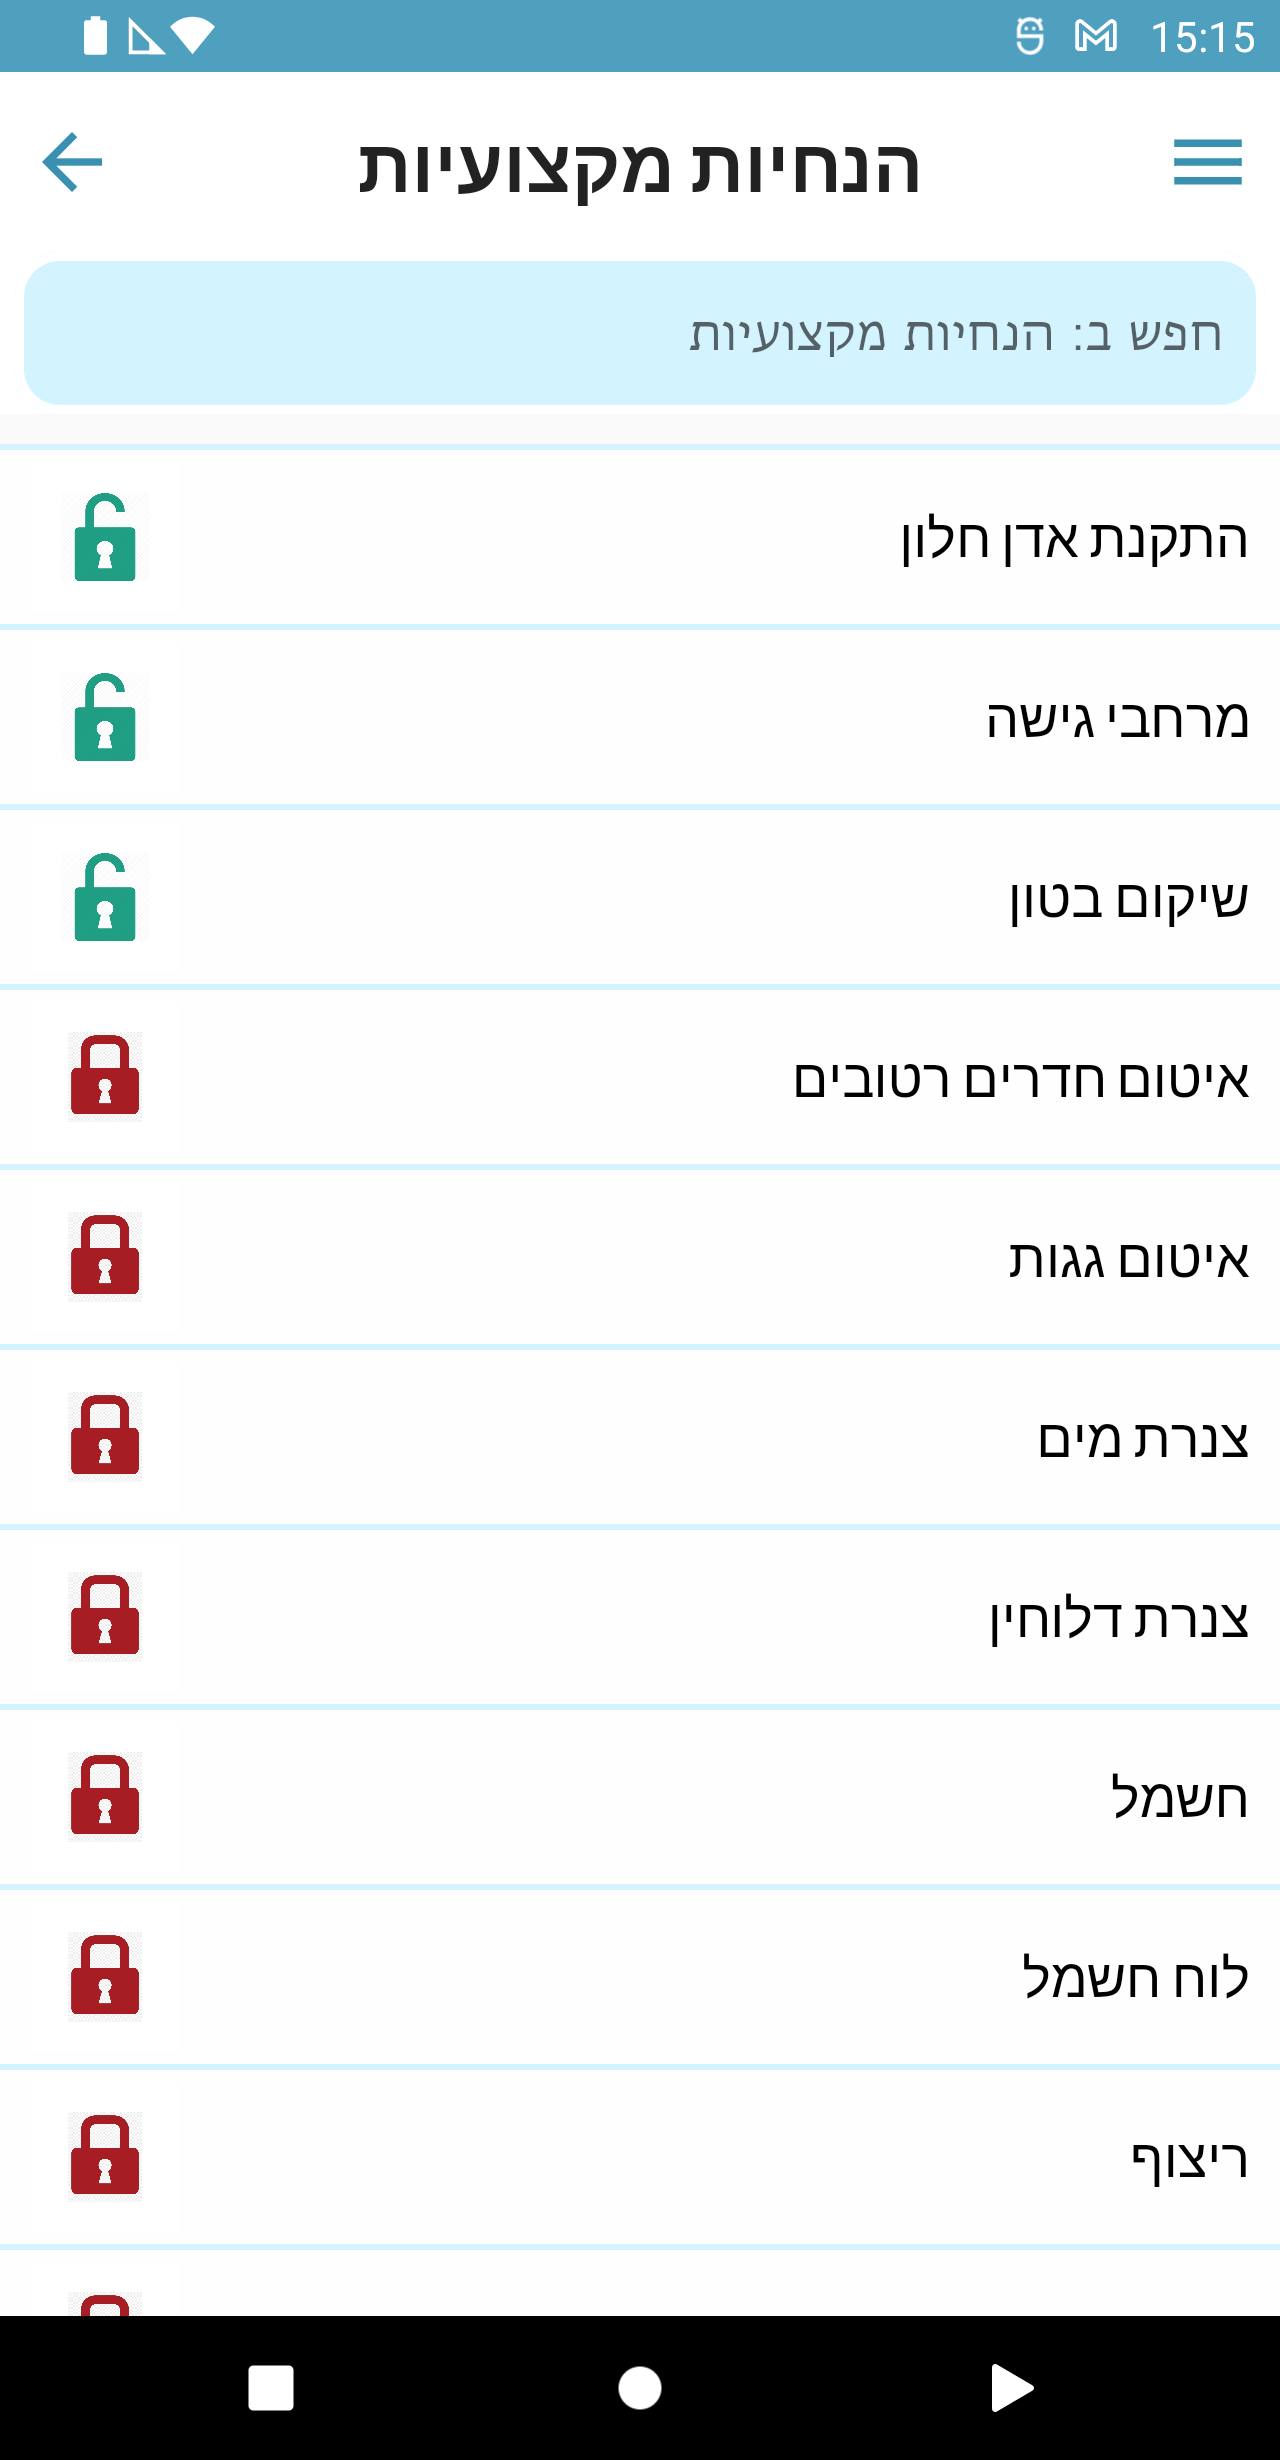 15:15
הנחיות מקצועיות
חפש ב: הנחיות מקצועיות
התקנת אדן חלון
מרחבי גישה
שיקום בטון
איטום חדרים רטובים
איטום גגות
צנרת מים
צנרת דלוחין
חשמל
לוח חשמל
ריצוף